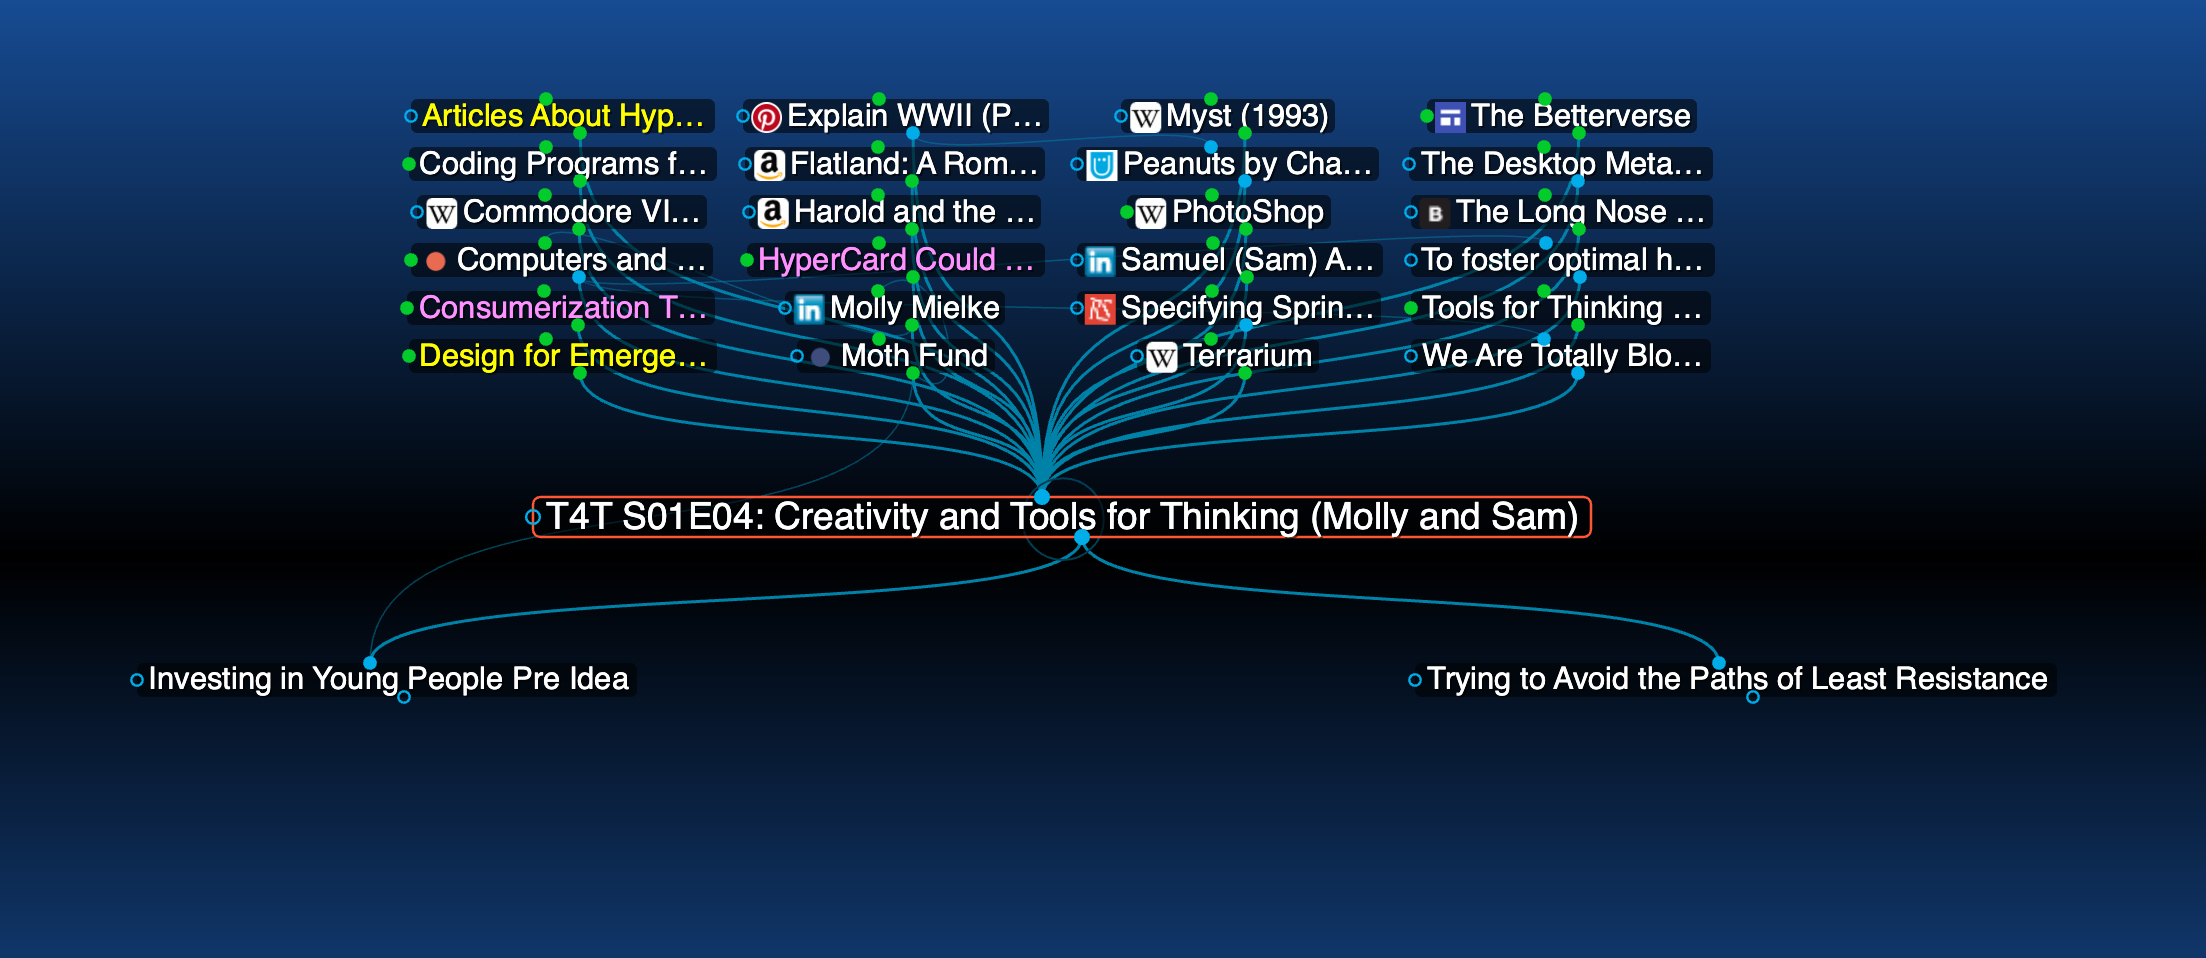 Articles About Hyp...
Coding Programs f...
Commodore VI...
Computers and ...
Consumerization T...
Design for Emerge...
Explain WWII (P...
Flatland: A Rom...
Harold and the ...
HyperCard Could ...
Molly Mielke
Moth Fund
Myst (1993)
Peanuts by Cha...
PhotoShop
Samuel (Sam) A...
Specifying Sprin...
Terrarium
The Betterverse
The Desktop Meta...
The Long Nose ...
To foster optimal h...
Tools for Thinking ...
We Are Totally Blo...
T4T S01E04: Creativity and Tools for Thinking (Molly and Sam)
Investing in Young People Pre Idea
Trying to Avoid the Paths of Least Resistance